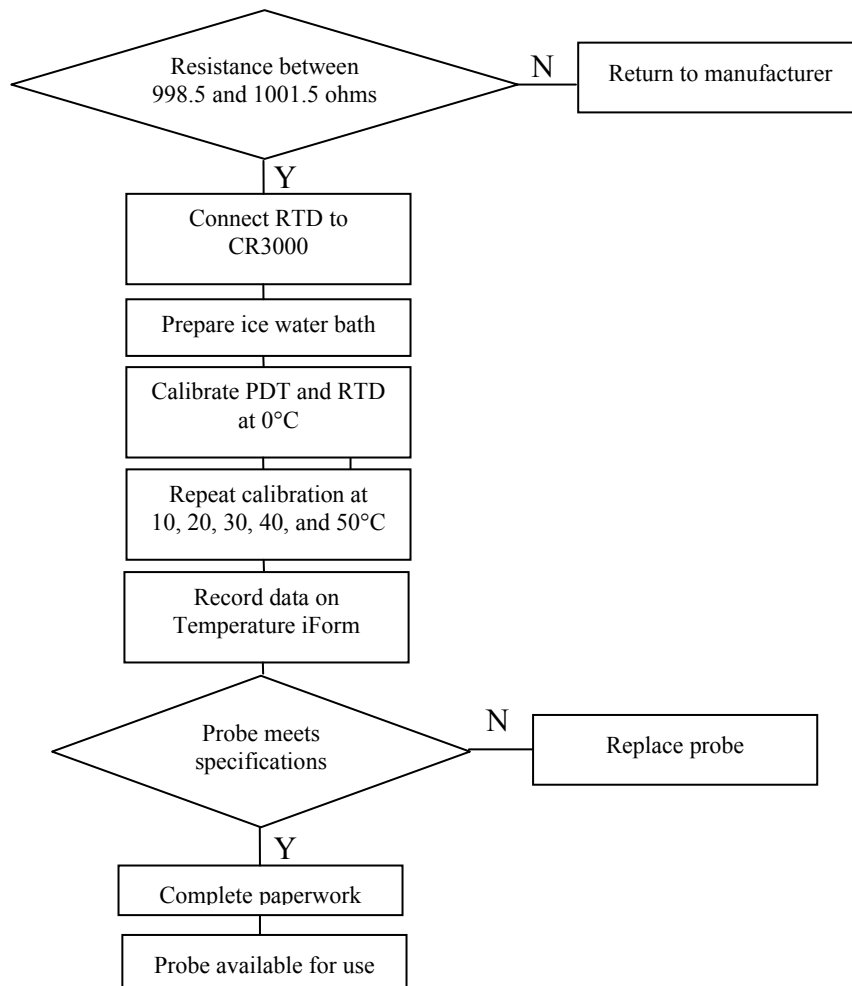 Resistance between
998.5 and 1001.5 ohms
N
Return to manufacturer
Y
Connect RTD to
CR3000
Prepare ice water bath
Calibrate PDT and RTD
at 0°C
Repeat calibration at
10, 20, 30, 40, and 50°C
Record data on
Temperature iForm
Probe meets
specifications
N
Replace probe
Y
Complete paperwork
Probe available for use